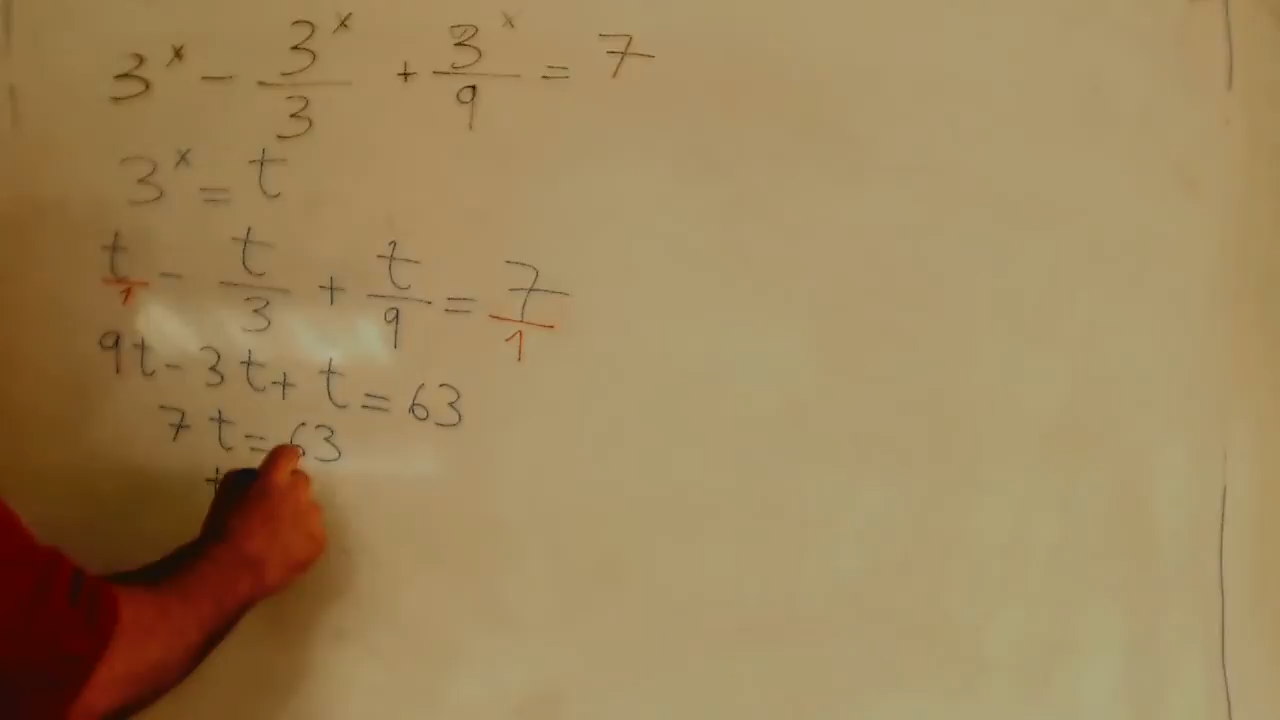 3^x - 3^x/3 + 3^x/9 = 7
3^x = t
t/1 - t/3 + t/9 = 7/1
9t - 3t + t = 63
7t = 63
t